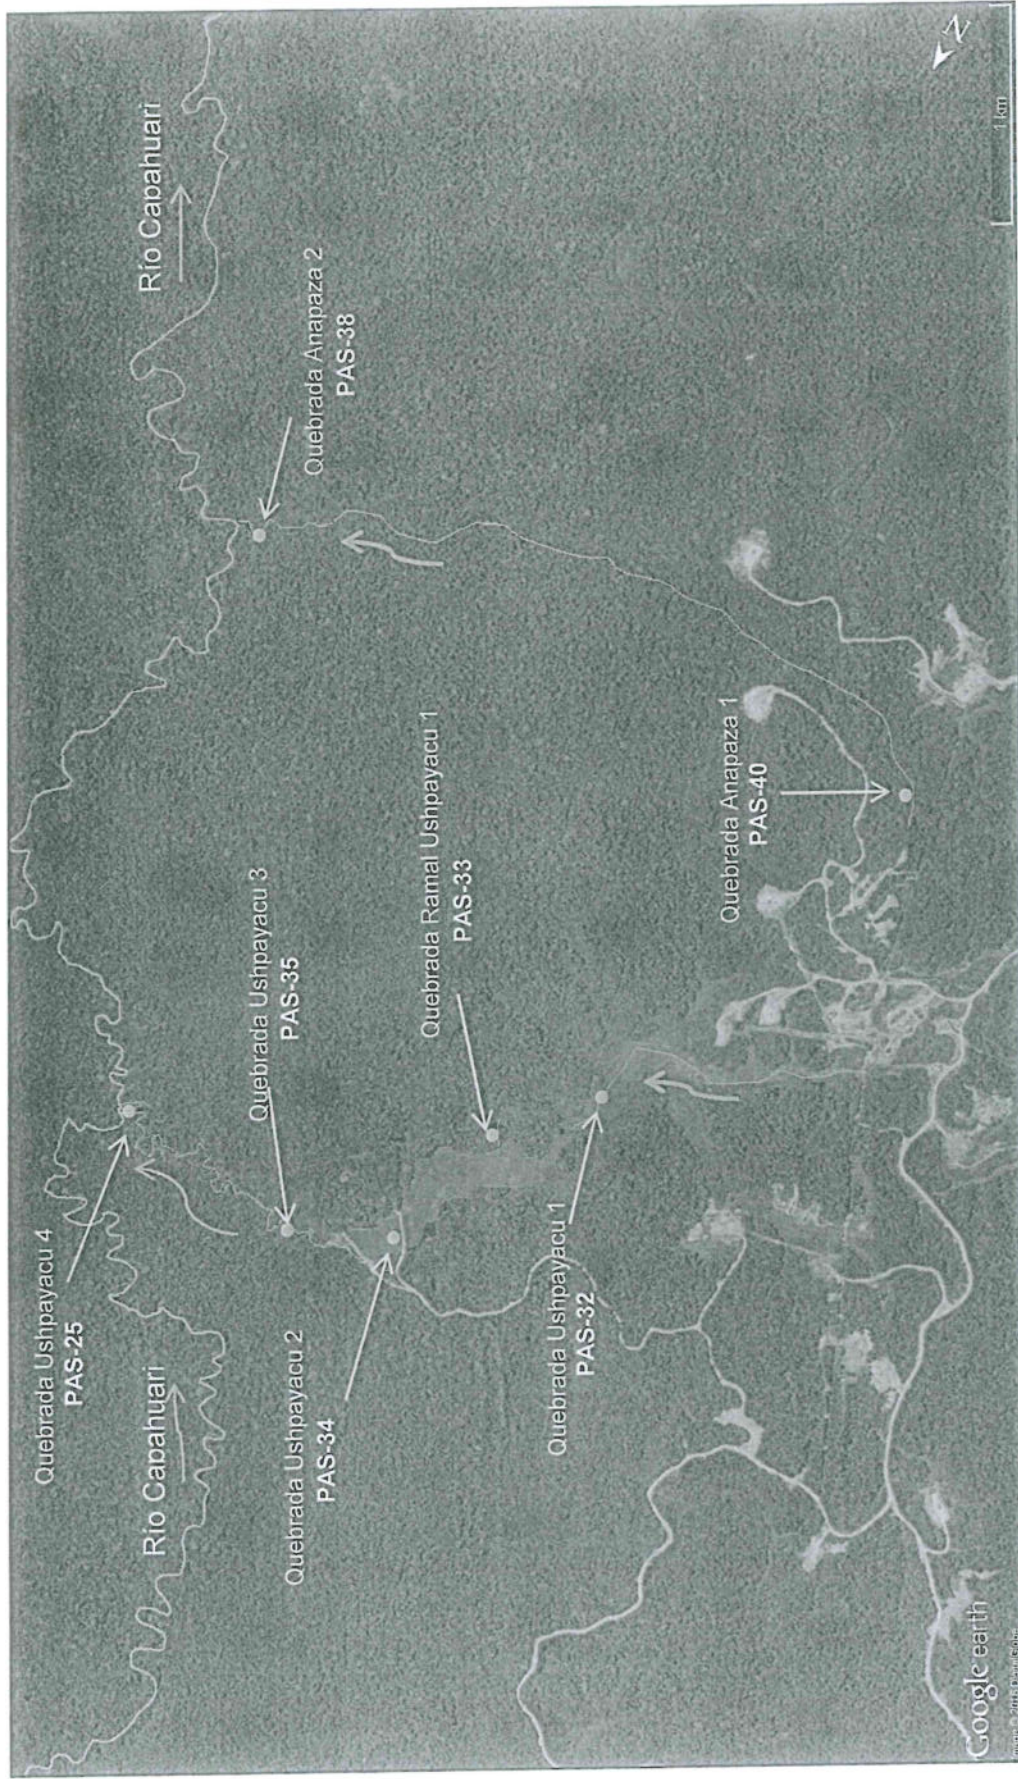 Quebrada Ushpayacu 4
PAS-25
Río Capahuari
Río Capahuari
Quebrada Ushpayacu 3
PAS-35
Quebrada Ushpayacu 2
PAS-34
Quebrada Anapaza 2
PAS-38
Quebrada Ramal Ushpayacu 1
PAS-33
Quebrada Ushpayacu 1
PAS-32
Quebrada Anapaza 1
PAS-40
N
Google earth
1 km